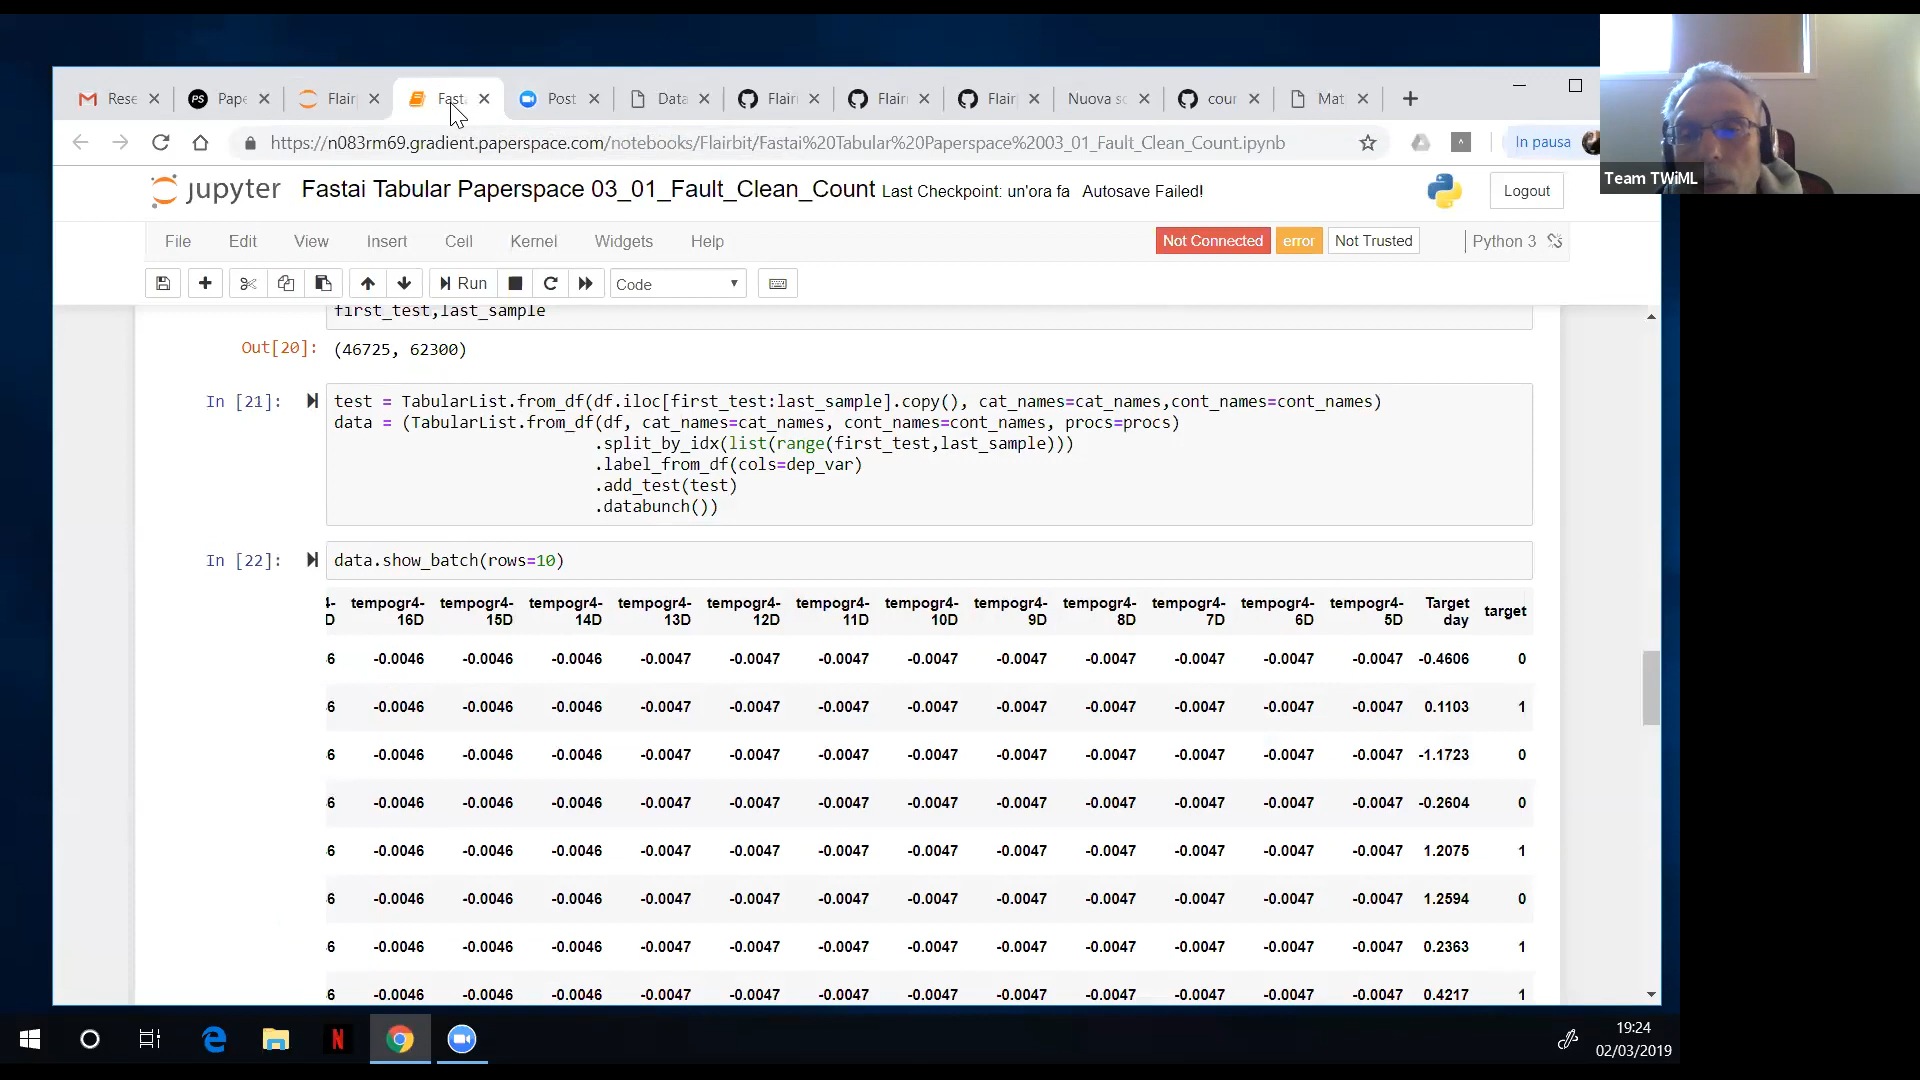 Rese
PS Pape
Flair
Fast
Post
Data
Flair
Flair
Flair
Nuova s
cour
Mat
https://n083rm69.gradient.paperspace.com/notebooks/Flairbit/Fastai%20Tabular%20Paperspace%2003_01_Fault_Clean_Count.ipynb
In pausa
Team TWiML
jupyter Fastai Tabular Paperspace 03_01_Fault_Clean_Count Last Checkpoint: un'ora fa Autosave Failed!
Logout
File Edit View Insert Cell Kernel Widgets Help
Not Connected error Not Trusted Python 3
Run Code
first_test,last_sample
Out[20]: (46725, 62300)
In [21]: test = TabularList.from_df(df.iloc[first_test:last_sample].copy(), cat_names=cat_names,cont_names=cont_names)
data = (TabularList.from_df(df, cat_names=cat_names, cont_names=cont_names, procs=procs)
.split_by_idx(list(range(first_test,last_sample)))
.label_from_df(cols=dep_var)
.add_test(test)
.databunch())
In [22]: data.show_batch(rows=10)
4- tempogr4- tempogr4- tempogr4- tempogr4- tempogr4- tempogr4- tempogr4- tempogr4- tempogr4- tempogr4- tempogr4- tempogr4- Target target
D 16D 15D 14D 13D 12D 11D 10D 9D 8D 7D 6D 5D day
6 -0.0046 -0.0046 -0.0046 -0.0047 -0.0047 -0.0047 -0.0047 -0.0047 -0.0047 -0.0047 -0.0047 -0.0047 -0.4606 0
6 -0.0046 -0.0046 -0.0046 -0.0047 -0.0047 -0.0047 -0.0047 -0.0047 -0.0047 -0.0047 -0.0047 -0.0047 0.1103 1
6 -0.0046 -0.0046 -0.0046 -0.0047 -0.0047 -0.0047 -0.0047 -0.0047 -0.0047 -0.0047 -0.0047 -0.0047 -1.1723 0
6 -0.0046 -0.0046 -0.0046 -0.0047 -0.0047 -0.0047 -0.0047 -0.0047 -0.0047 -0.0047 -0.0047 -0.0047 -0.2604 0
6 -0.0046 -0.0046 -0.0046 -0.0047 -0.0047 -0.0047 -0.0047 -0.0047 -0.0047 -0.0047 -0.0047 -0.0047 1.2075 1
6 -0.0046 -0.0046 -0.0046 -0.0047 -0.0047 -0.0047 -0.0047 -0.0047 -0.0047 -0.0047 -0.0047 -0.0047 1.2594 0
6 -0.0046 -0.0046 -0.0046 -0.0047 -0.0047 -0.0047 -0.0047 -0.0047 -0.0047 -0.0047 -0.0047 -0.0047 0.2363 1
6 -0.0046 -0.0046 -0.0046 -0.0047 -0.0047 -0.0047 -0.0047 -0.0047 -0.0047 -0.0047 -0.0047 -0.0047 0.4217 1
19:24
02/03/2019